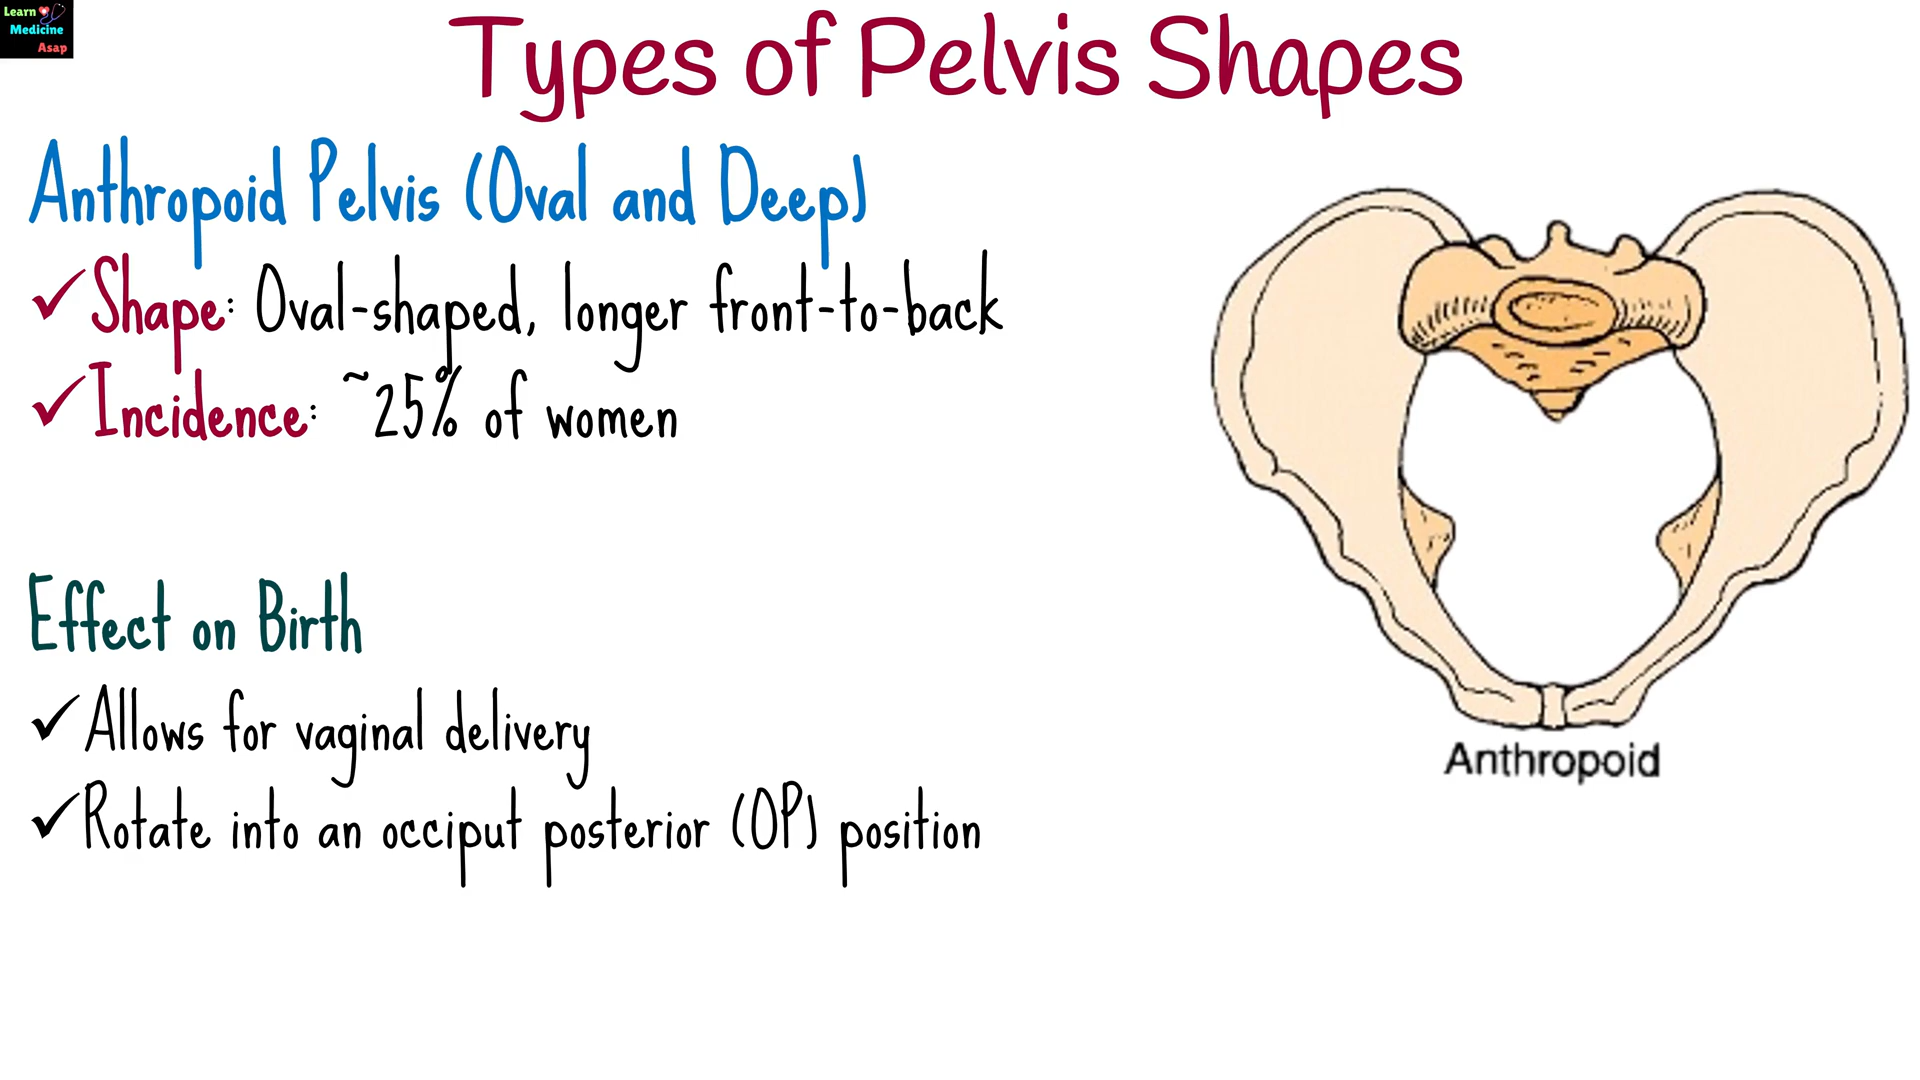 Learn
Medicine
Asap
Types of Pelvis Shapes
Anthropoid Pelvis (Oval and Deep)
✓Shape: Oval-shaped, longer front-to-back
✓Incidence: ~25% of women
Effect on Birth
✓Allows for vaginal delivery
✓Rotate into an occiput posterior (OP) position
Anthropoid